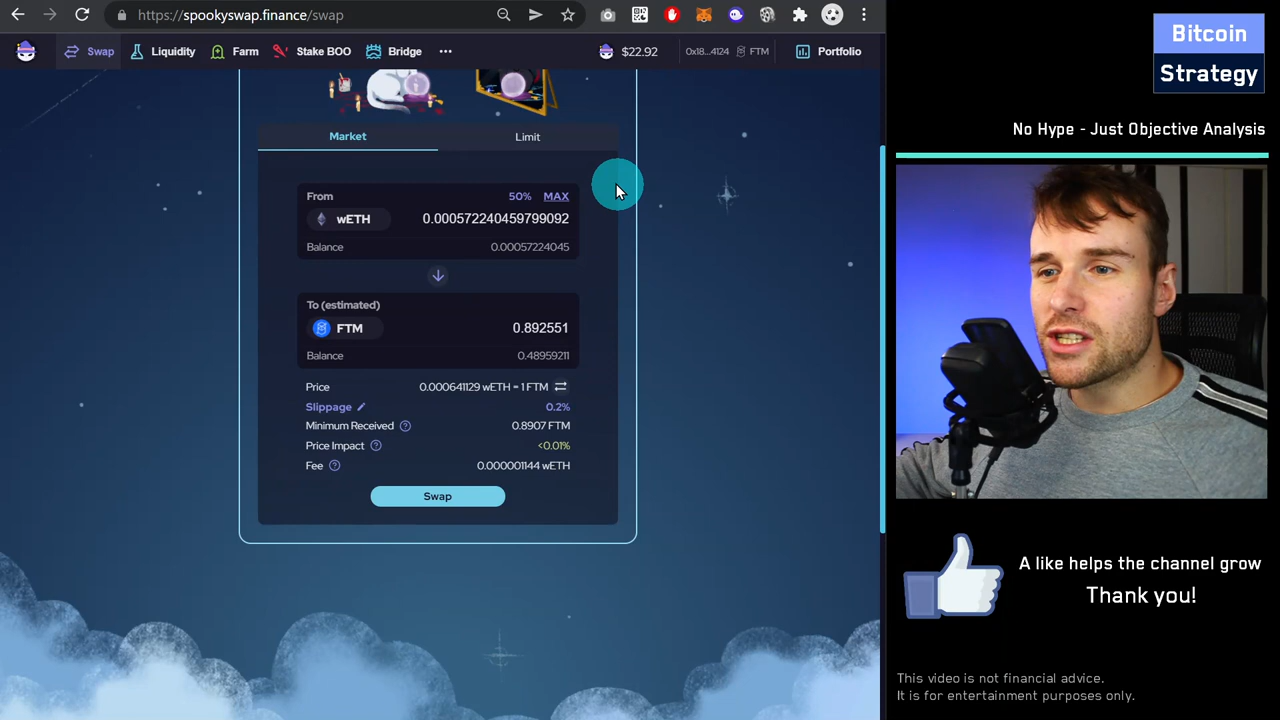 https://spookyswap.finance/swap
Swap
Liquidity
Farm
Stake BOO
Bridge
$22.92
0x18...4124
FTM
Portfolio
Market
Limit
From
50%
MAX
wETH
0.000572240459799092
Balance
0.00057224045
To (estimated)
FTM
0.892551
Balance
0.48959211
Price
0.000641129 wETH = 1 FTM
Slippage
0.2%
Minimum Received
0.8907 FTM
Price Impact
<0.01%
Fee
0.000001144 wETH
Swap
Bitcoin
Strategy
No Hype - Just Objective Analysis
A like helps the channel grow
Thank you!
This video is not financial advice.
It is for entertainment purposes only.